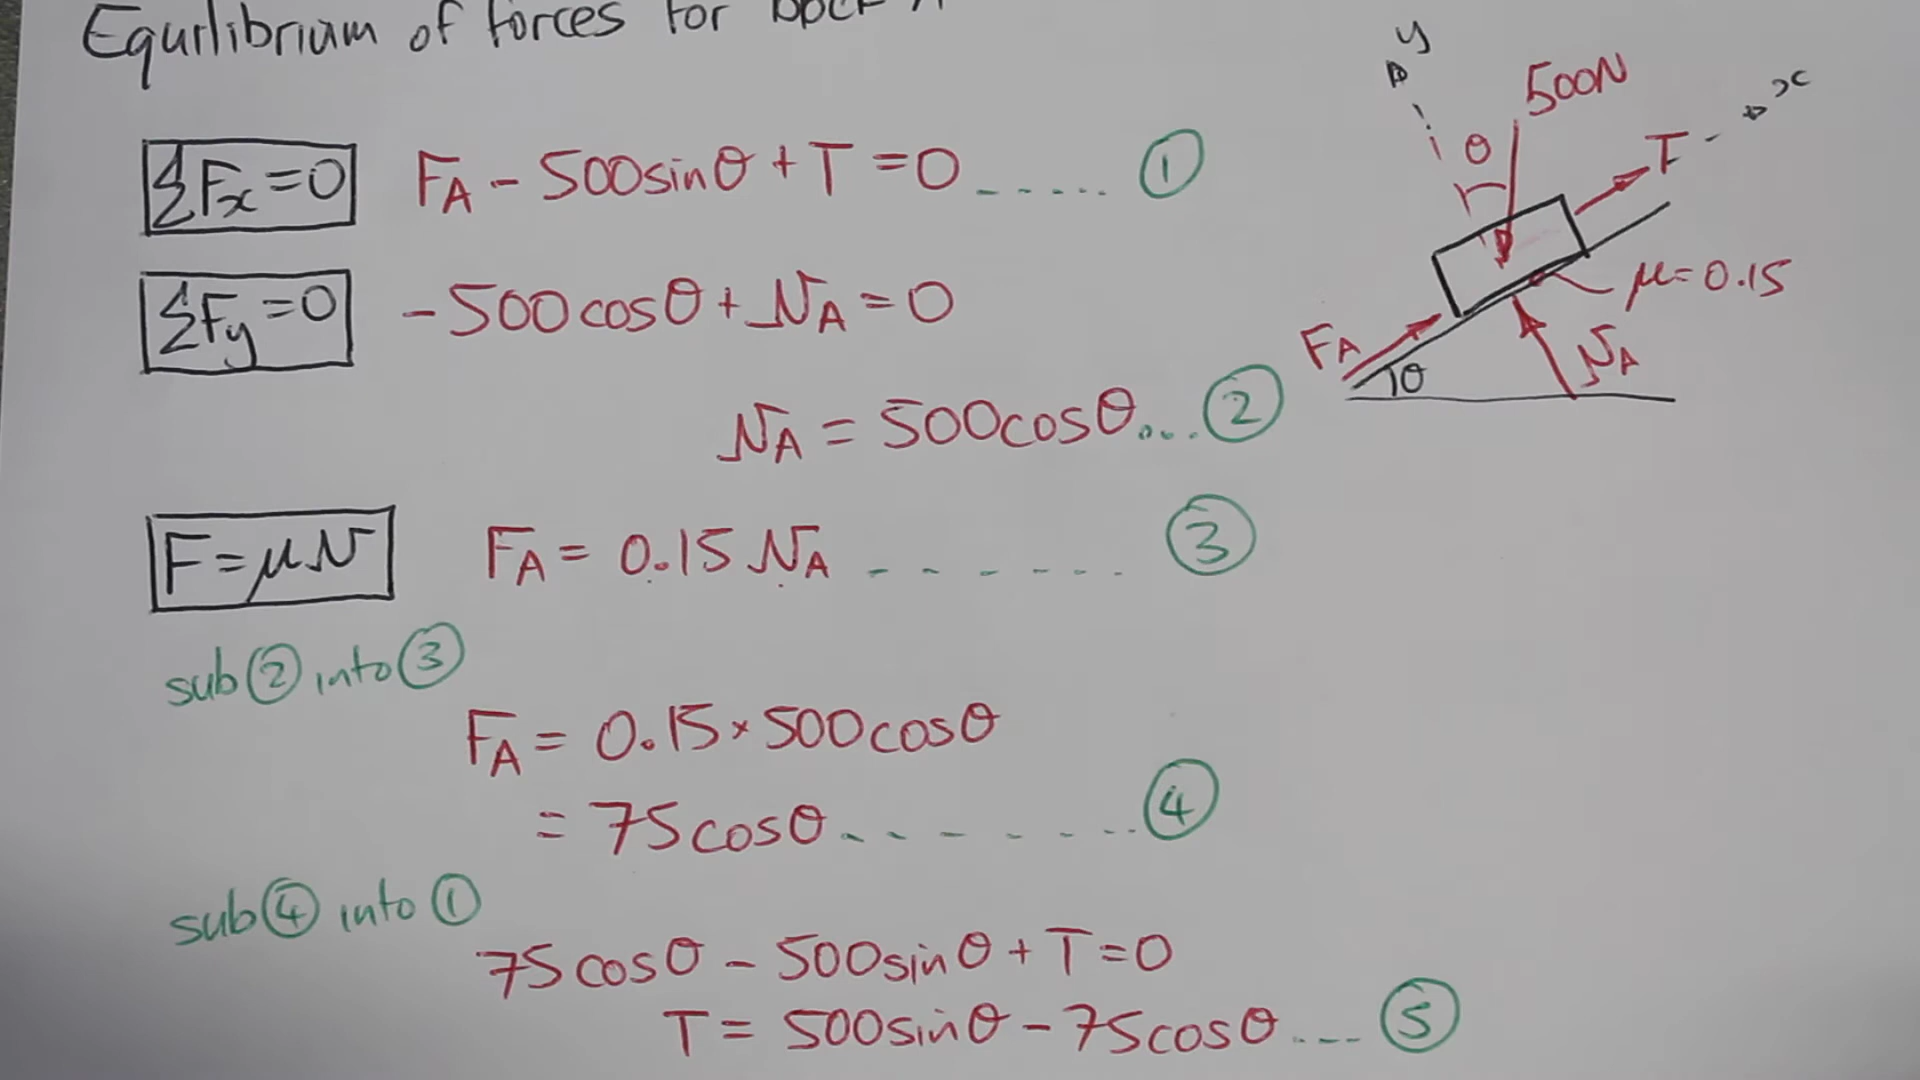 Equilibrium of forces for
ΣFx=0 FA - 500sinθ + T = 0 ...... ①
ΣFy=0 -500cosθ + NA = 0
NA = 500cosθ ... ②
F=μN FA = 0.15 NA ...... ③
sub ② into ③
FA = 0.15 × 500cosθ
= 75cosθ ....... ④
sub ④ into ①
75cosθ - 500sinθ + T = 0
T = 500sinθ - 75cosθ .... ⑤
y
500N
x
θ
T
μ=0.15
FA
θ
NA